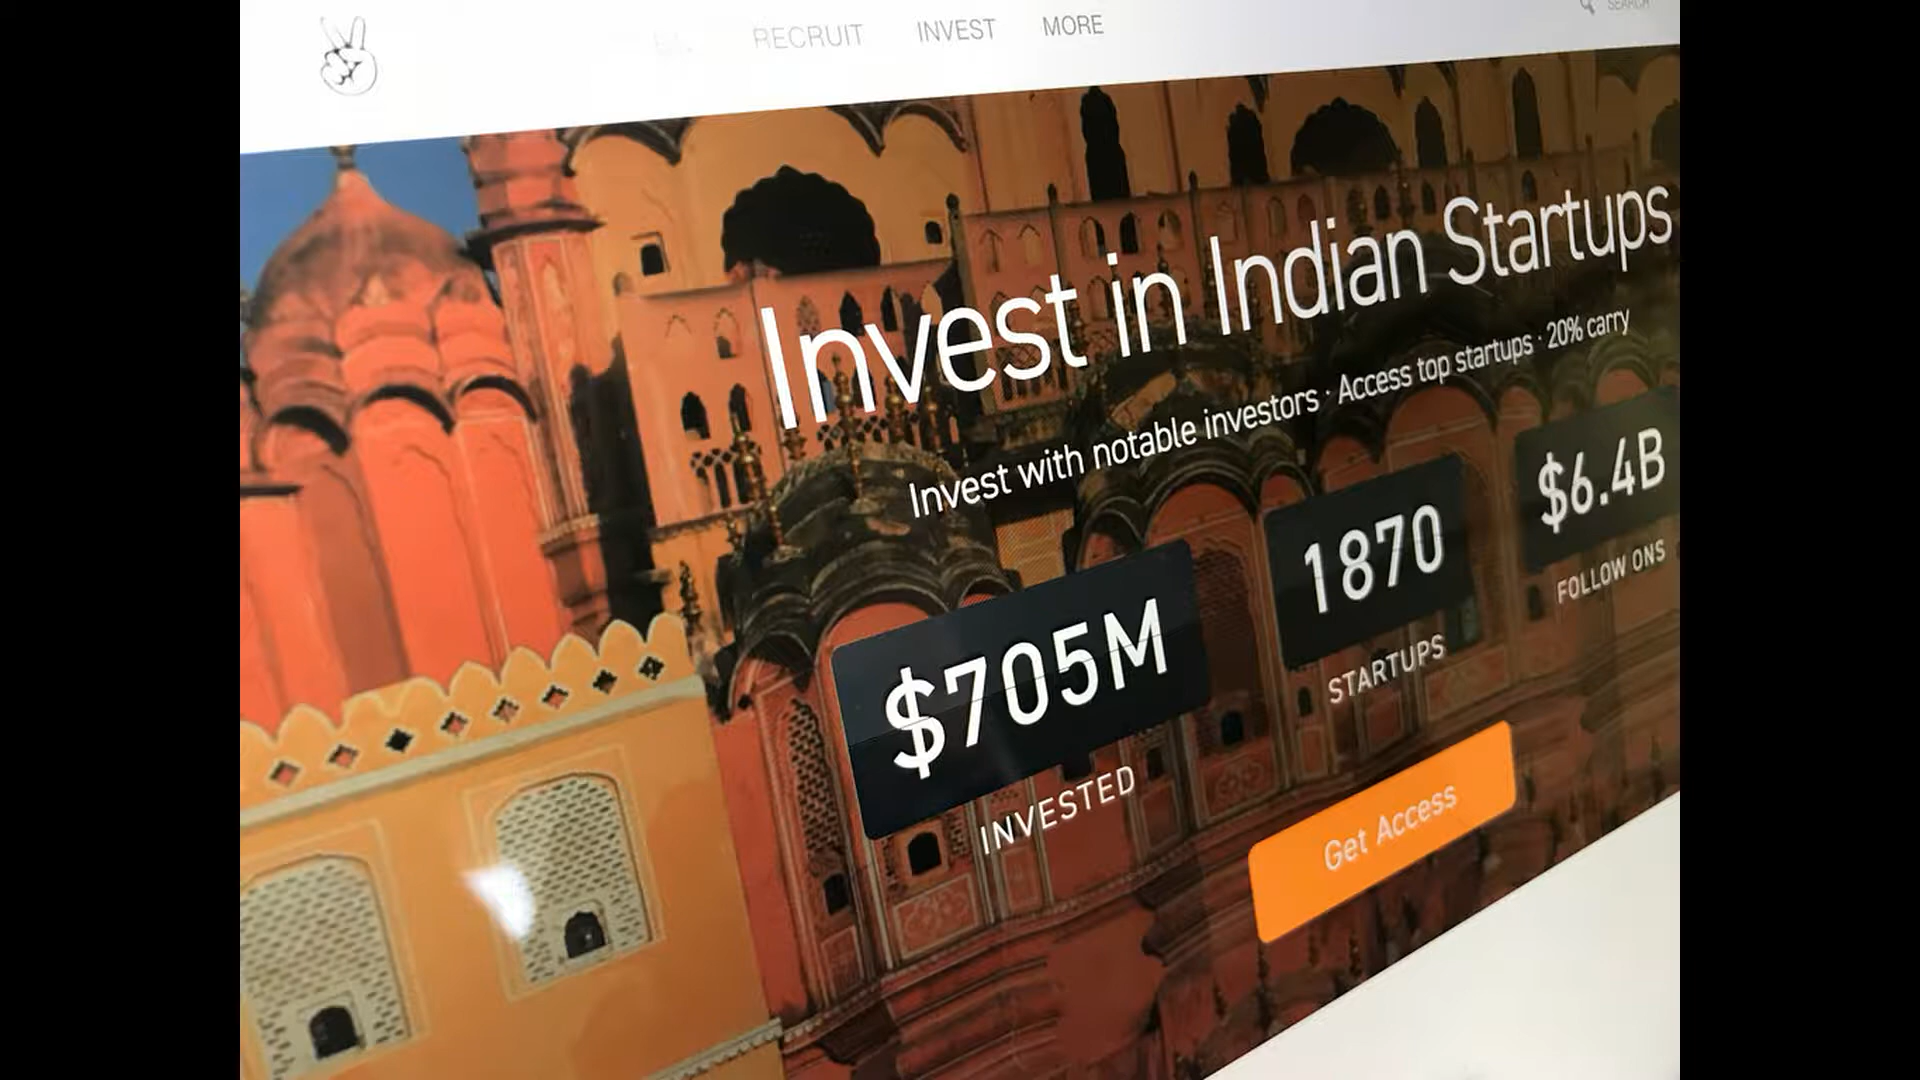 RECRUIT INVEST MORE SEARCH
Invest in Indian Startups
Invest with notable investors · Access top startups · 20% carry
$705M 1870 $6.4B
INVESTED STARTUPS FOLLOW ONS
Get Access